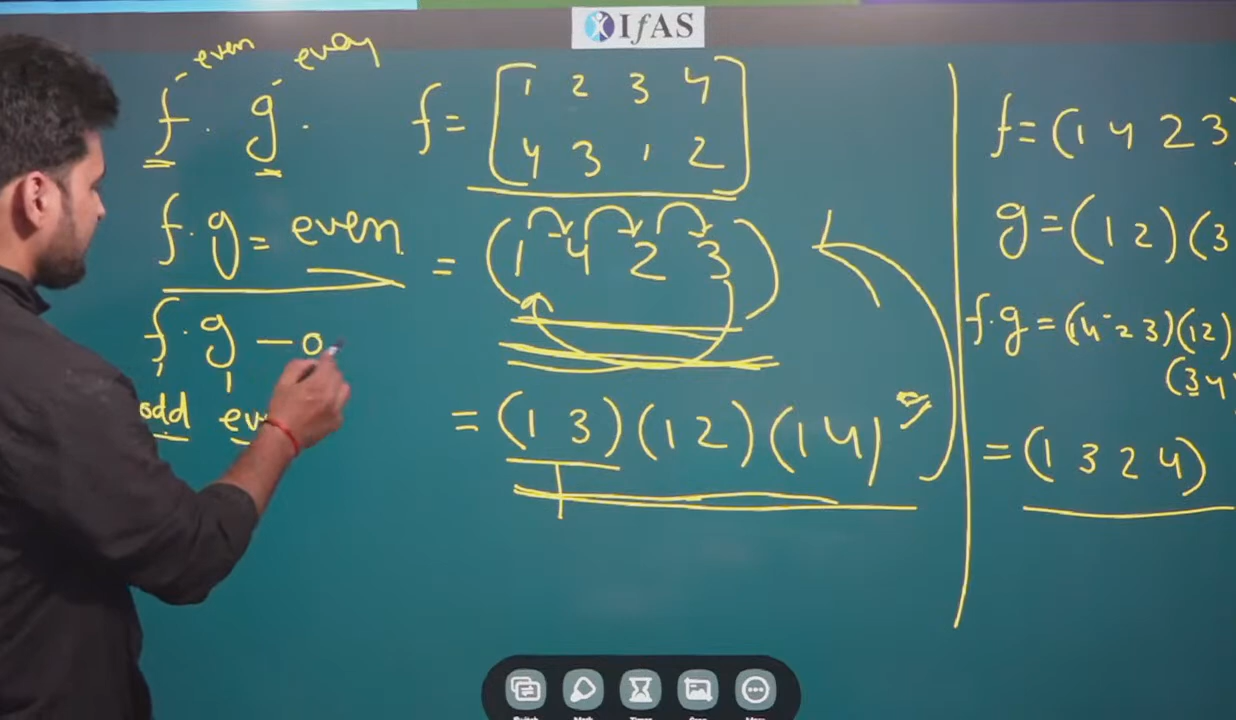 IfAS
even even
f . g .
f . g = even
f . g – o
odd ev
f = [ 1 2 3 4
4 3 1 2 ]
= ( 1 4 2 3 )
= (1 3)(1 2)(1 4)
f = (1 4 2 3)
g = (1 2)(3
f . g = (1 4 2 3)(1 2)
(3 4
= (1 3 2 4)